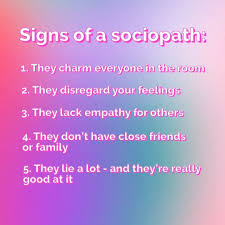 Signs of a sociopath:
1. They charm everyone in the room
2. They disregard your feelings
3. They lack empathy for others
4. They don't have close friends
or family
5. They lie a lot - and they're really
good at it